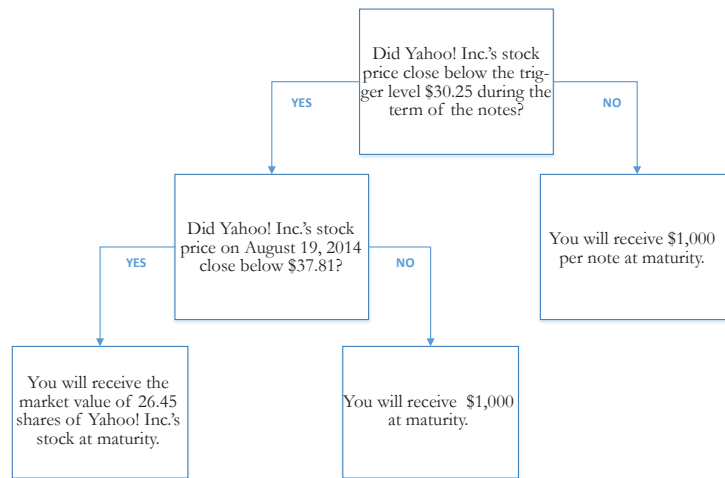 Did Yahoo! Inc.'s stock
price close below the trig-
ger level $30.25 during the
term of the notes?
YES
NO
Did Yahoo! Inc.'s stock
price on August 19, 2014
close below $37.81?
You will receive $1,000
per note at maturity.
YES
NO
You will receive the
market value of 26.45
shares of Yahoo! Inc.'s
stock at maturity.
You will receive $1,000
at maturity.